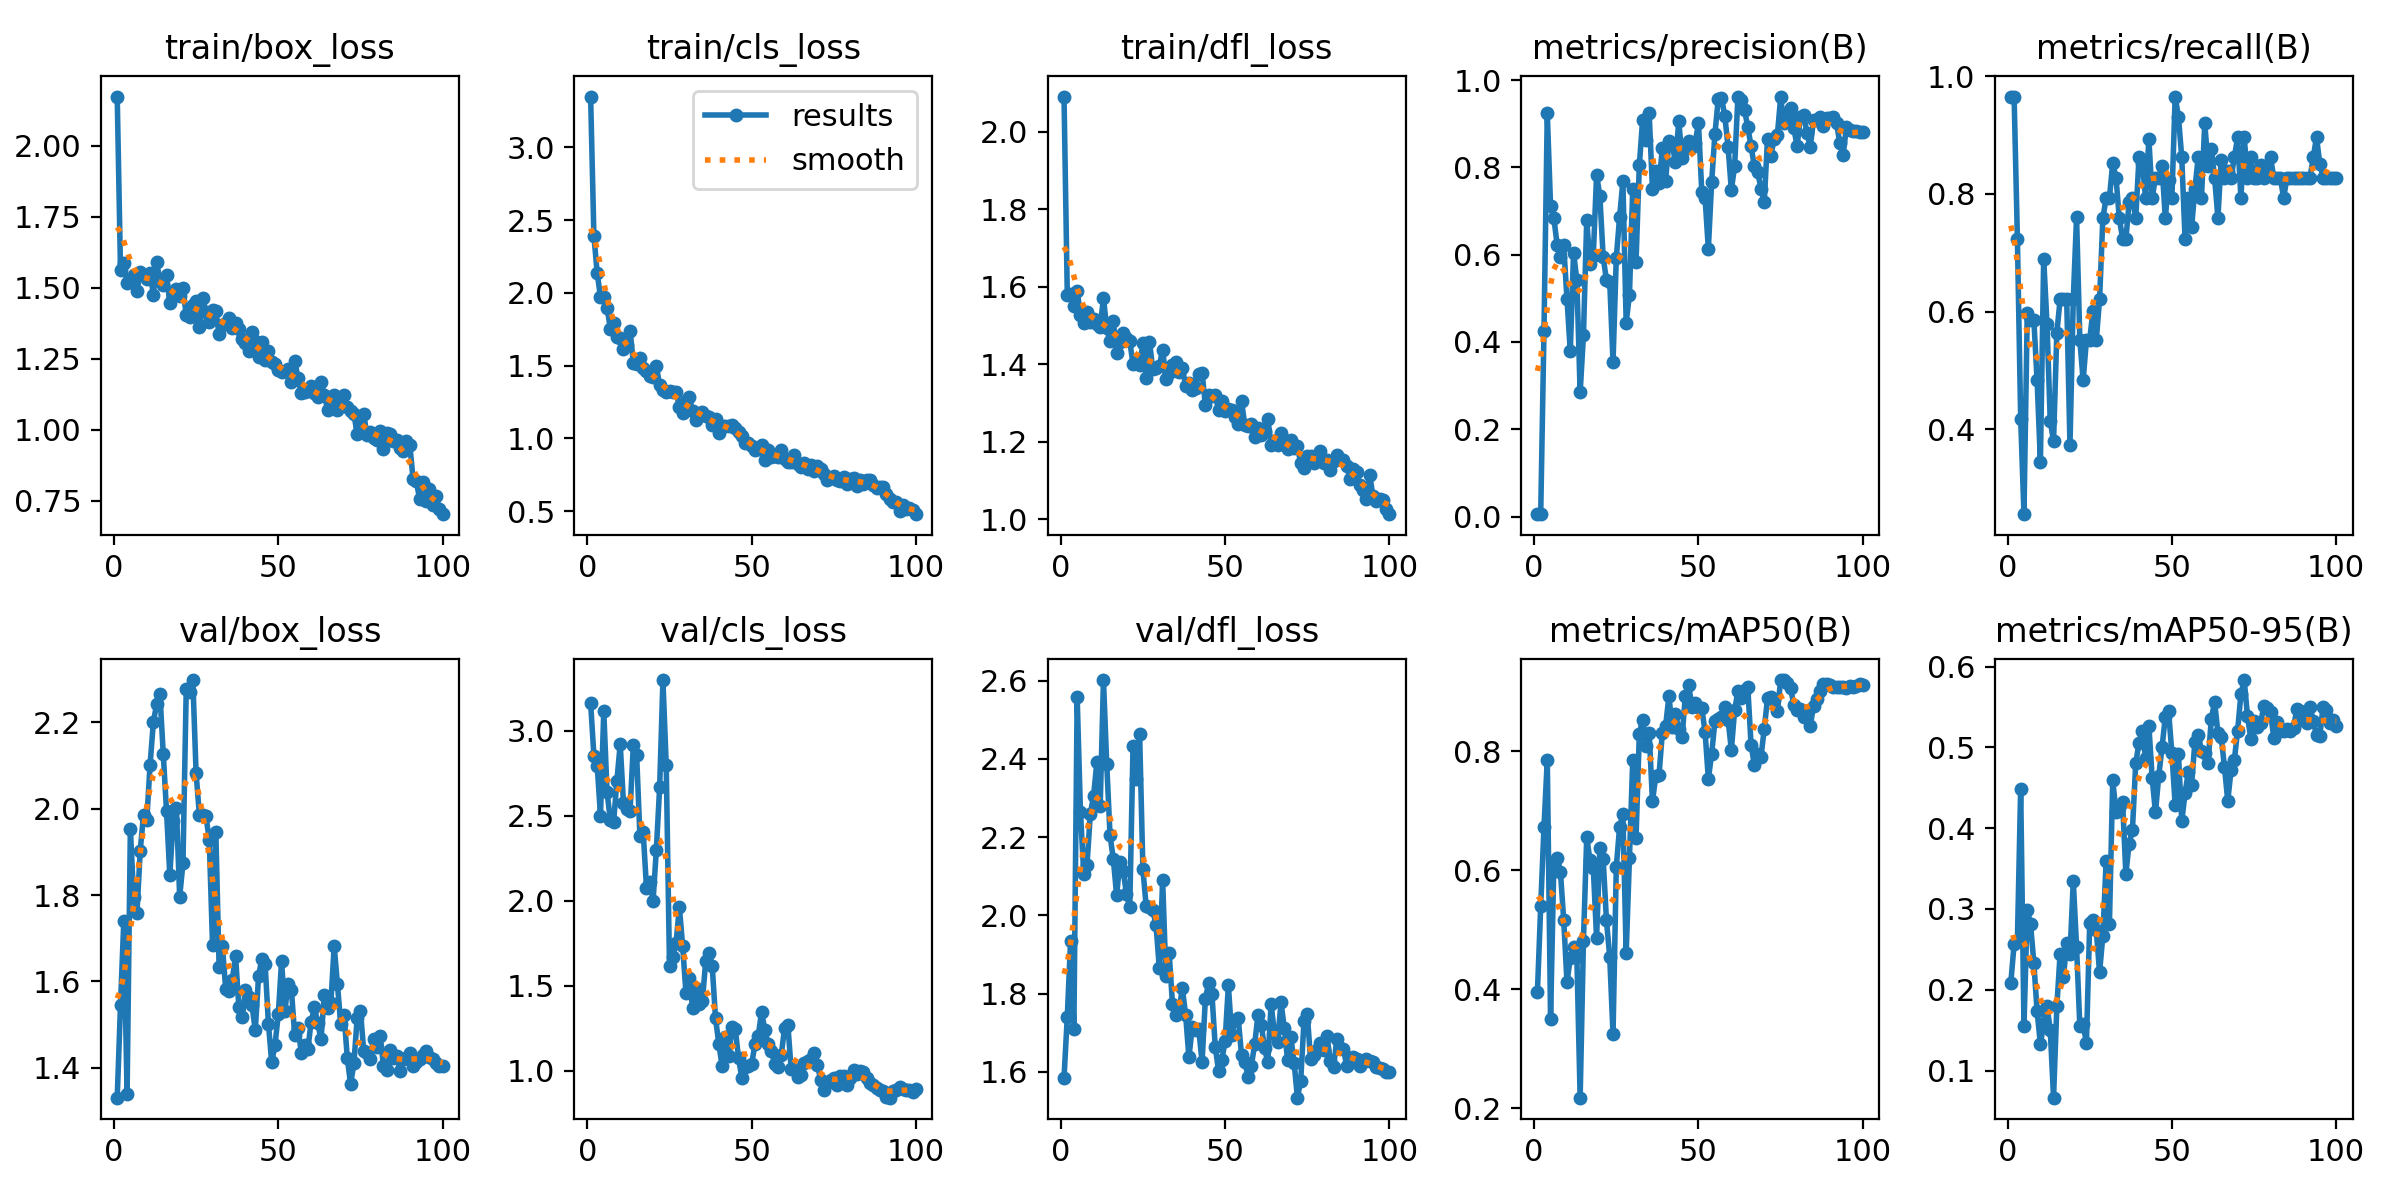 train/box_loss
2.00
1.75
1.50
1.25
1.00
0.75
0 50 100
train/cls_loss
results
smooth
3.0
2.5
2.0
1.5
1.0
0.5
0 50 100
train/dfl_loss
2.0
1.8
1.6
1.4
1.2
1.0
0 50 100
metrics/precision(B)
1.0
0.8
0.6
0.4
0.2
0.0
0 50 100
metrics/recall(B)
1.0
0.8
0.6
0.4
0 50 100
val/box_loss
2.2
2.0
1.8
1.6
1.4
0 50 100
val/cls_loss
3.0
2.5
2.0
1.5
1.0
0 50 100
val/dfl_loss
2.6
2.4
2.2
2.0
1.8
1.6
0 50 100
metrics/mAP50(B)
0.8
0.6
0.4
0.2
0 50 100
metrics/mAP50-95(B)
0.6
0.5
0.4
0.3
0.2
0.1
0 50 100